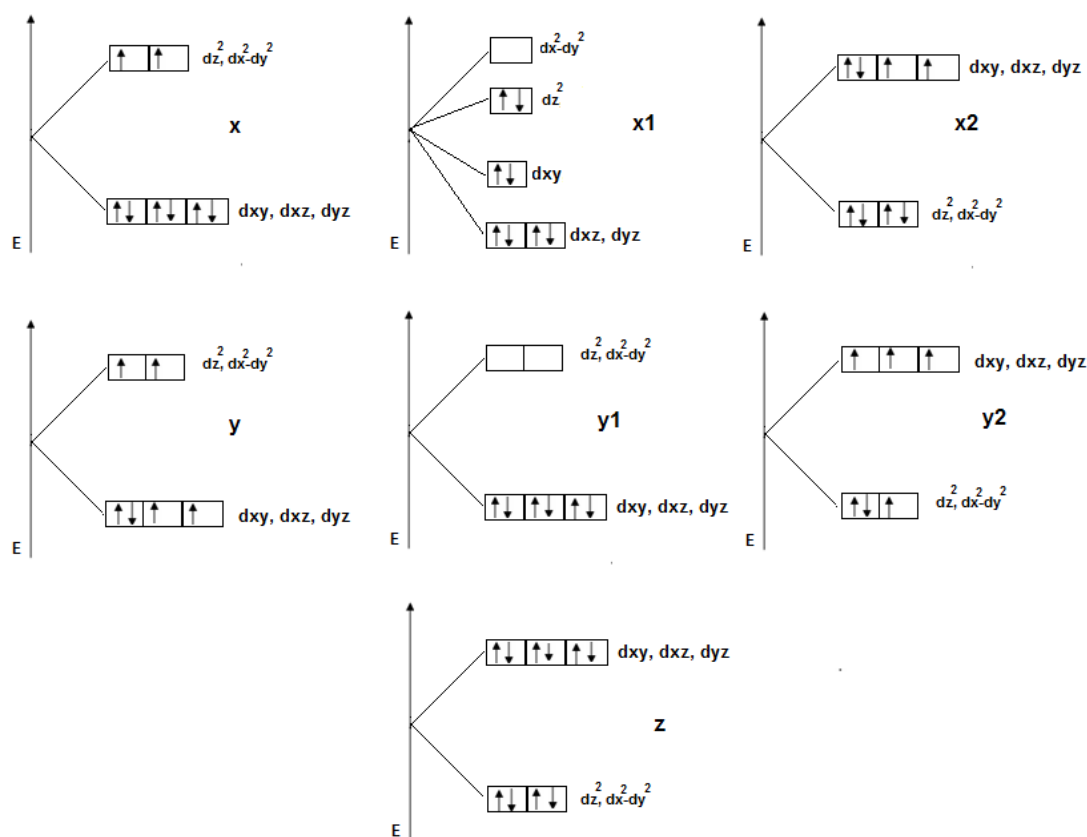 dz², dx²-dy²
x
dxy, dxz, dyz
E
dx²-dy²
dz²
x1
dxy
dxz, dyz
E
dxy, dxz, dyz
x2
dz², dx²-dy²
E
dz², dx²-dy²
y
dxy, dxz, dyz
E
dz², dx²-dy²
y1
dxy, dxz, dyz
E
dxy, dxz, dyz
y2
dz², dx²-dy²
E
dxy, dxz, dyz
z
dz², dx²-dy²
E